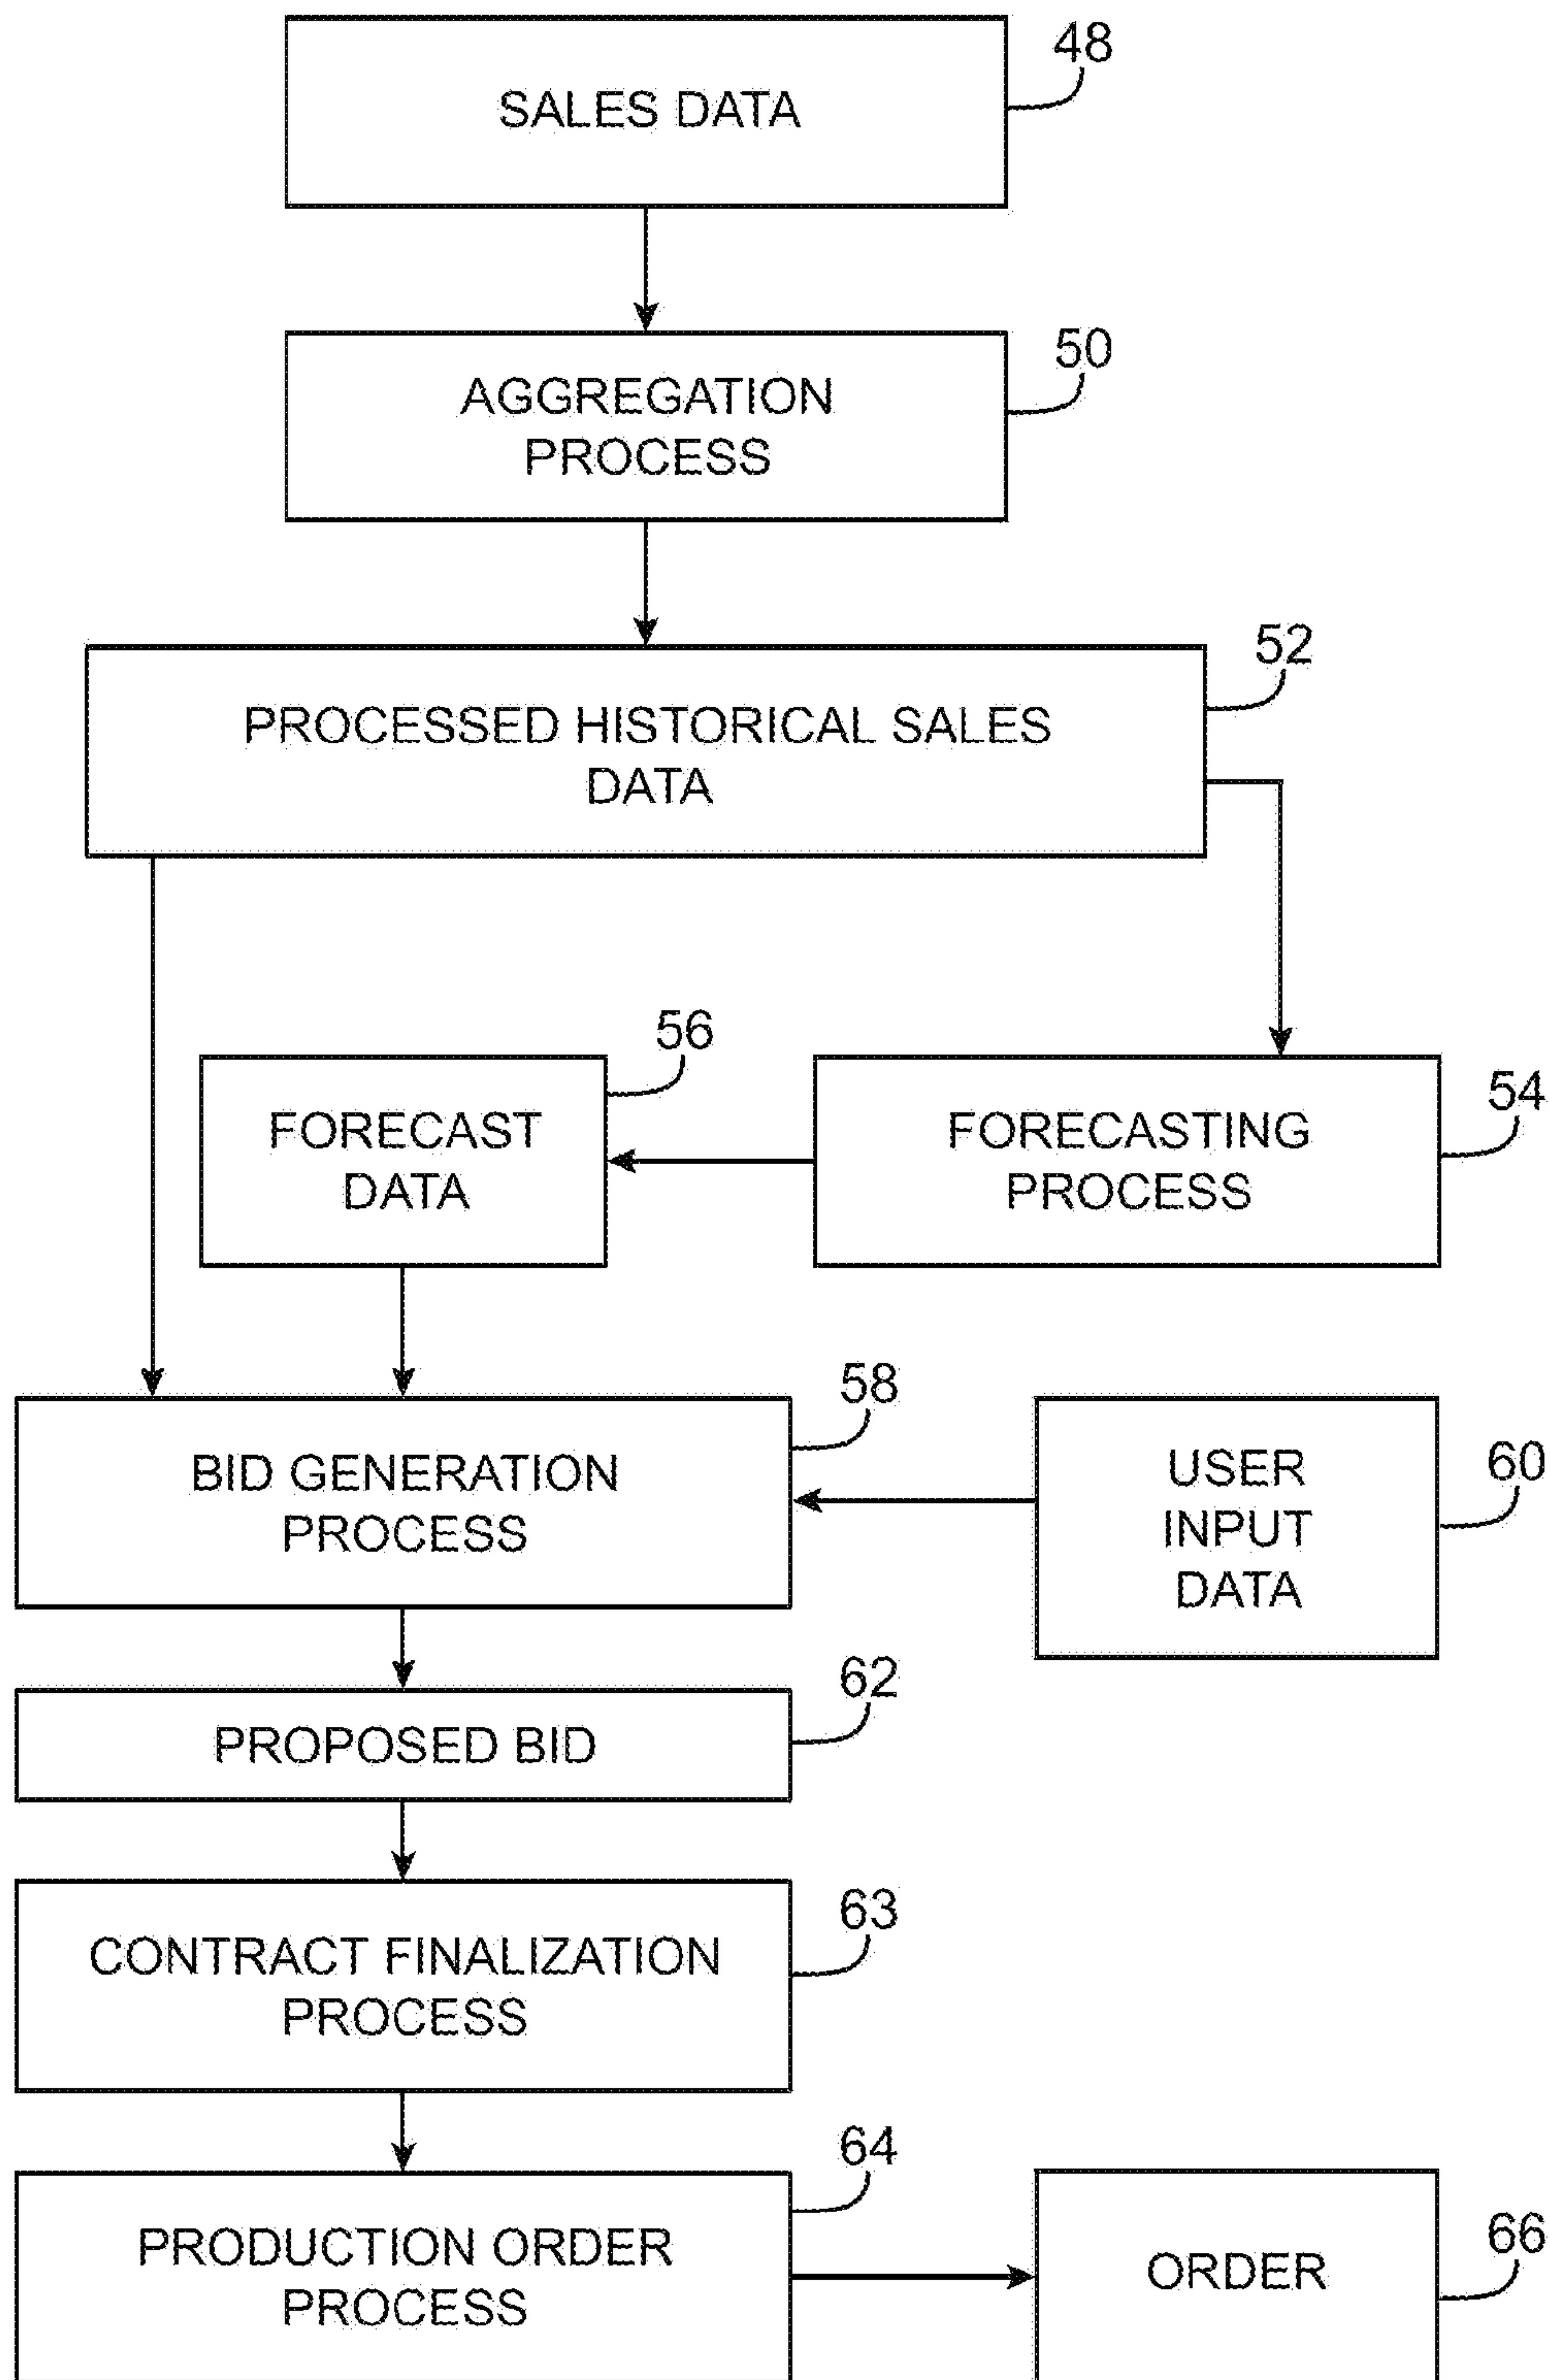 48
SALES DATA
50
AGGREGATION
PROCESS
52
PROCESSED HISTORICAL SALES
DATA
56
FORECAST
DATA
54
FORECASTING
PROCESS
58
BID GENERATION
PROCESS
60
USER
INPUT
DATA
62
PROPOSED BID
63
CONTRACT FINALIZATION
PROCESS
64
PRODUCTION ORDER
PROCESS
66
ORDER